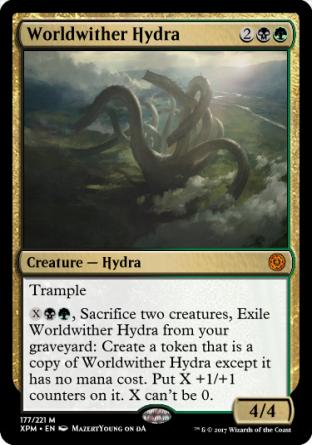 Worldwither Hydra 2
Creature — Hydra
Trample
X, Sacrifice two creatures, Exile
Worldwither Hydra from your
graveyard: Create a token that is a
copy of Worldwither Hydra except it
has no mana cost. Put X +1/+1
counters on it. X can't be 0.
4/4
177/221 M
XPM • EN MAZERTYOUNG ON DA
™ & © 2017 Wizards of the Coast